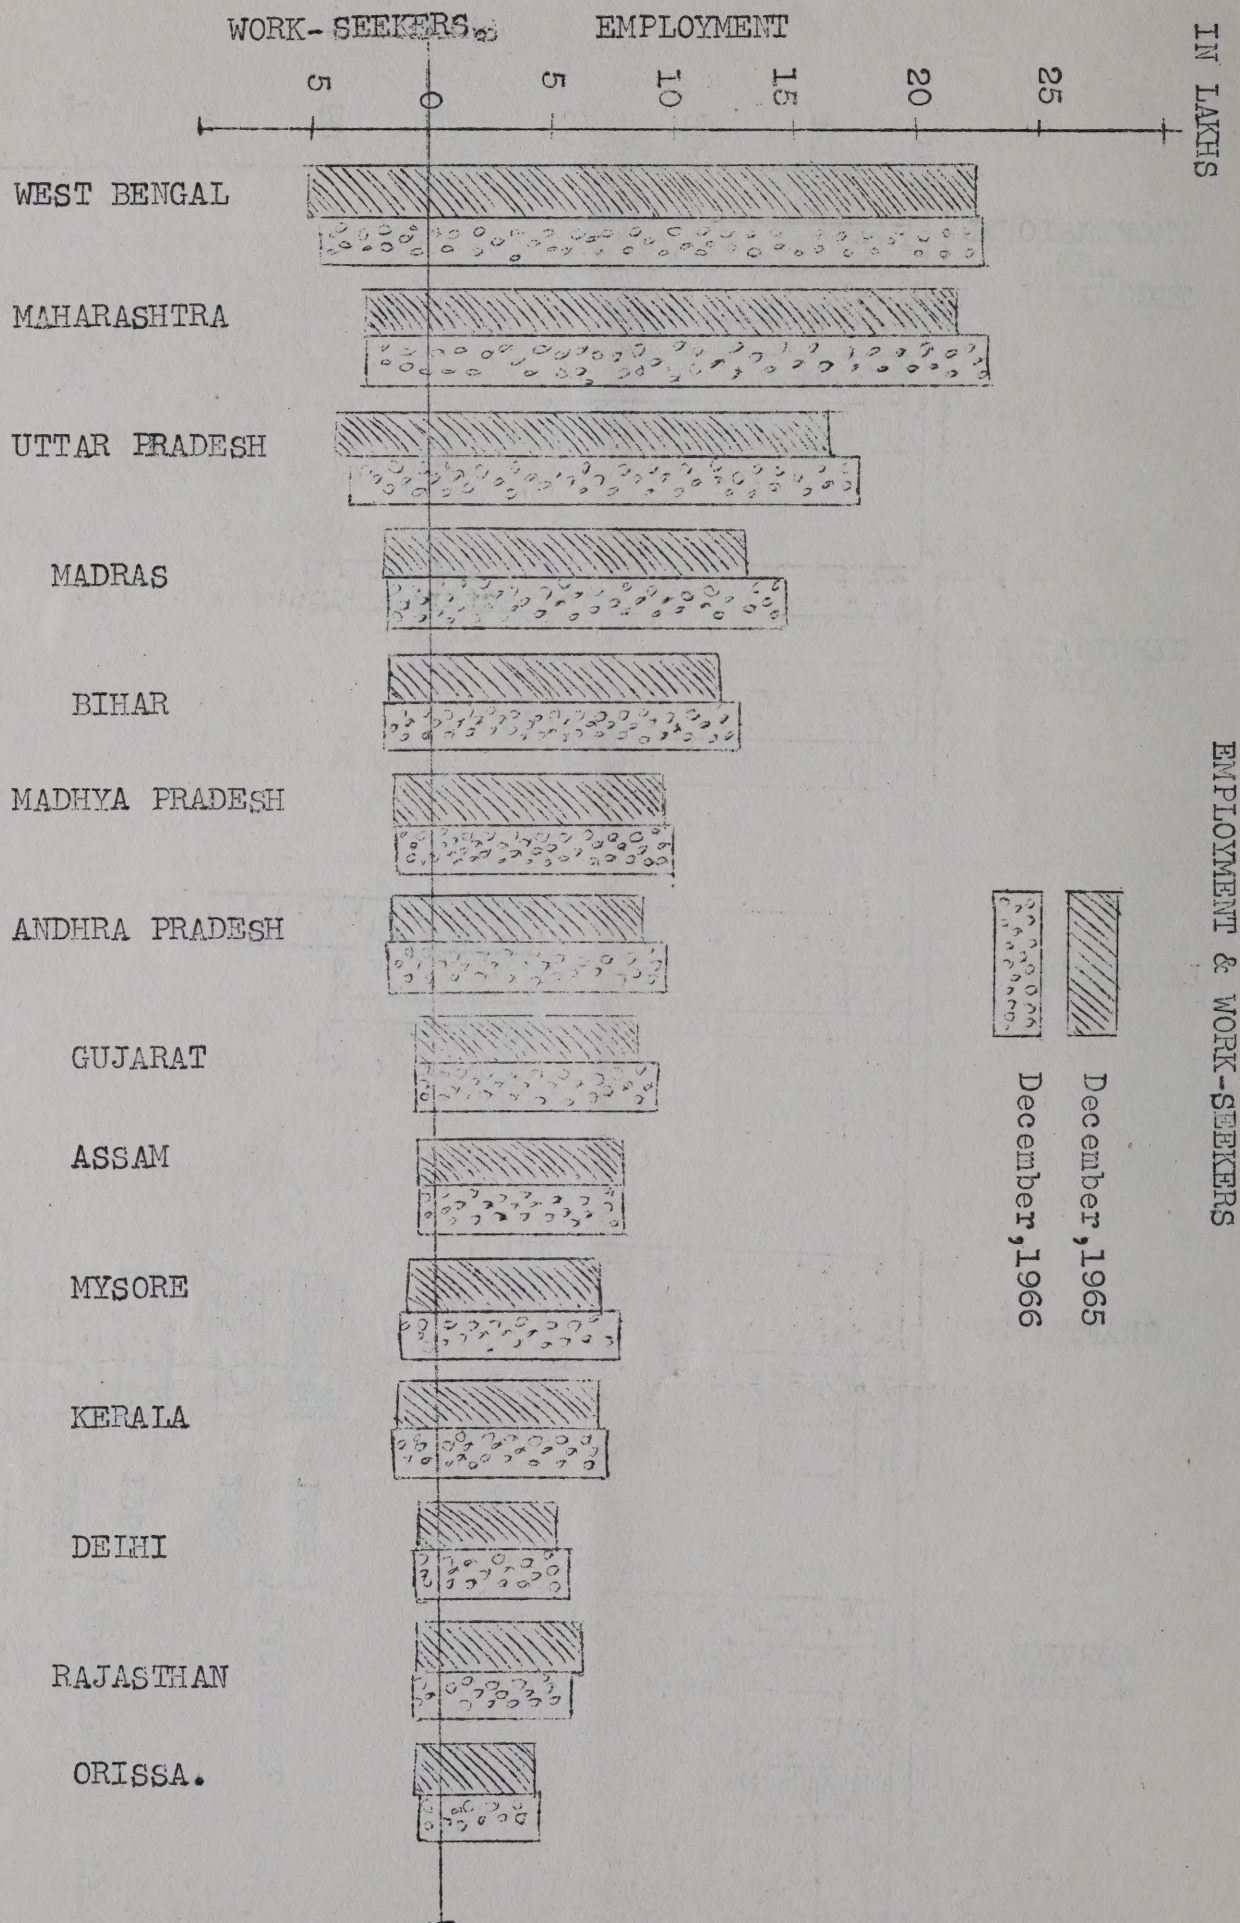 WORK-SEEKERS. EMPLOYMENT
IN LAKHS
5 0 5 10 15 20 25
WEST BENGAL
MAHARASHTRA
UTTAR PRADESH
MADRAS
BIHAR
MADHYA PRADESH
ANDHRA PRADESH
GUJARAT
ASSAM
MYSORE
KERALA
DELHI
RAJASTHAN
ORISSA.
EMPLOYMENT & WORK-SEEKERS
December,1965
December,1966